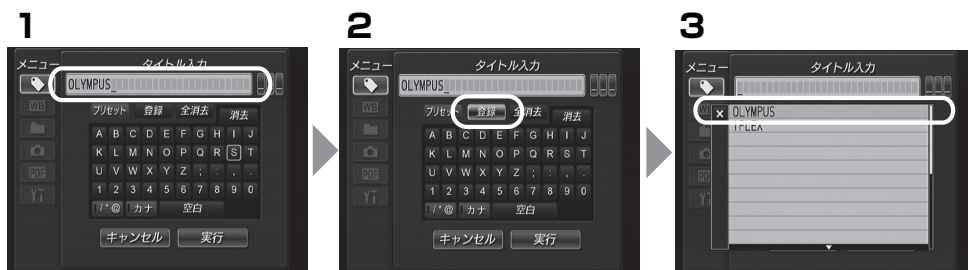 1
メニュー
タイトル入力
OLYMPUS_
WB
プリセット 登録 全消去 消去
A B C D E F G H I J
K L M N O P Q R S T
U V W X Y Z ; : , .
1 2 3 4 5 6 7 8 9 0
!/*@ カナ 空白
PDF
キャンセル 実行
2
メニュー
タイトル入力
OLYMPUS_
WB
プリセット 登録 全消去 消去
A B C D E F G H I J
K L M N O P Q R S T
U V W X Y Z ; : , .
1 2 3 4 5 6 7 8 9 0
!/*@ カナ 空白
PDF
キャンセル 実行
3
メニュー
タイトル入力
WB
× OLYMPUS
IPLEX
PDF